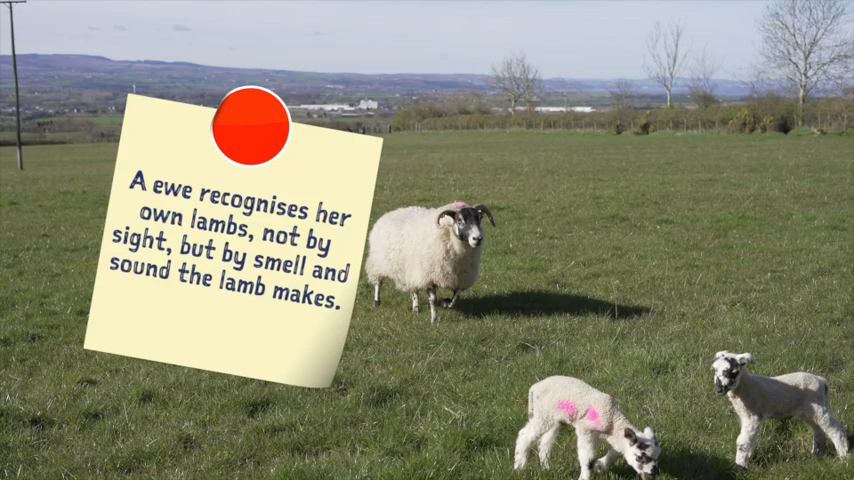 A ewe recognises her
own lambs, not by
sight, but by smell and
sound the lamb makes.